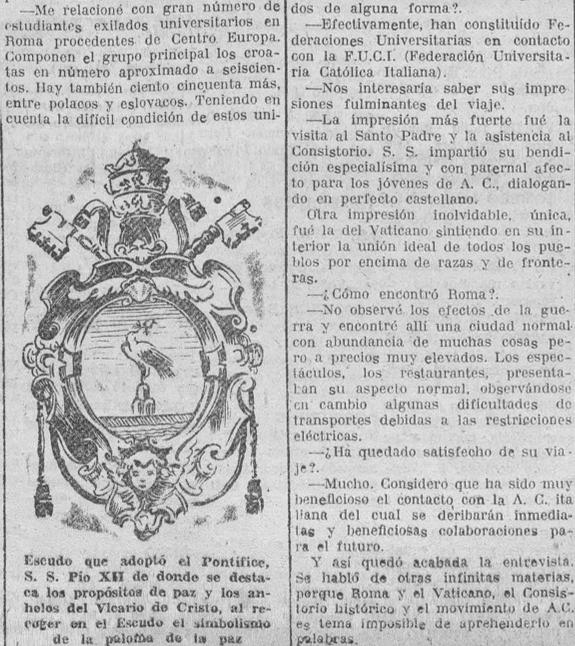 —Me relacioné con gran número de
estudiantes exilados universitarios en
Roma procedentes de Centro Europa.
Componen el grupo principal los croa-
tas en número aproximado a seiscien-
tos. Hay también ciento cincuenta más,
entre polacos y eslovacos. Teniendo en
cuenta la difícil condición de estos uni-
Escudo que adoptó el Pontífice,
S. S. Pío XII de donde se desta-
ca los propósitos de paz y los an-
helos del Vicario de Cristo, al re-
coger en el Escudo el simbolismo
de la paloma de la paz
dos de alguna forma?.
—Efectivamente, han constituído Fe-
deraciones Universitarias en contacto
con la F.U.C.I. (Federación Universita-
ria Católica Italiana).
—Nos interesaría saber sus impre
siones fulminantes del viaje.
—La impresión más fuerte fué la
visita al Santo Padre y la asistencia al
Consistorio. S. S. impartió su bendi-
ción especialísima y con paternal afec-
to para los jóvenes de A. C., dialogan-
do en perfecto castellano.
Otra impresión inolvidable, única,
fué la del Vaticano sintiendo en su in-
terior la unión ideal de todos los pue-
blos por encima de razas y de fronte-
ras.
—¿Cómo encontró Roma?.
—No observé los efectos de la gue-
rra y encontré allí una ciudad normal
con abundancia de muchas cosas pe-
ro a precios muy elevados. Los espec-
táculos, los restaurantes, presenta-
ban su aspecto normal, observándose
en cambio algunas dificultades de
transportes debidas a las restricciones
eléctricas.
—¿Ha quedado satisfecho de su via-
je?.
—Mucho. Considero que ha sido muy
beneficioso el contacto con la A. C. ita
liana del cual se deribarán inmedia-
tas y beneficiosas colaboraciones pa-
ra el futuro.
Y así quedó acabada la entrevista.
Se habló de otras infinitas materias,
porque Roma y el Vaticano, el Consis-
torio histórico y el movimiento de A.C.
es tema imposible de aprehenderlo en
palabras.